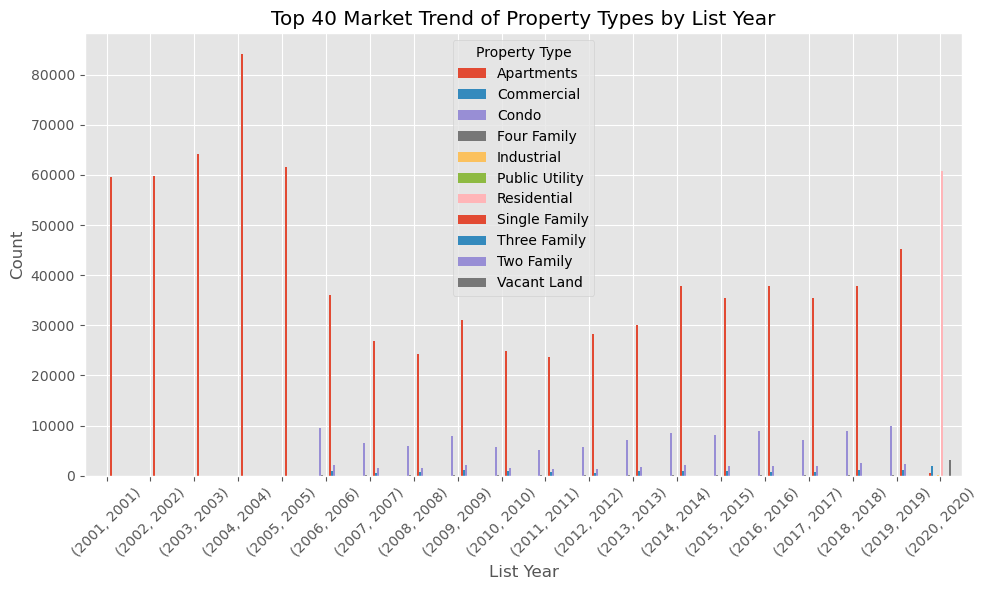 Top 40 Market Trend of Property Types by List Year
Property Type
Apartments
Commercial
Condo
Four Family
Industrial
Public Utility
Residential
Single Family
Three Family
Two Family
Vacant Land
Count
80000
70000
60000
50000
40000
30000
20000
10000
0
(2001, 2001)
(2002, 2002)
(2003, 2003)
(2004, 2004)
(2005, 2005)
(2006, 2006)
(2007, 2007)
(2008, 2008)
(2009, 2009)
(2010, 2010)
(2011, 2011)
(2012, 2012)
(2013, 2013)
(2014, 2014)
(2015, 2015)
(2016, 2016)
(2017, 2017)
(2018, 2018)
(2019, 2019)
(2020, 2020)
List Year